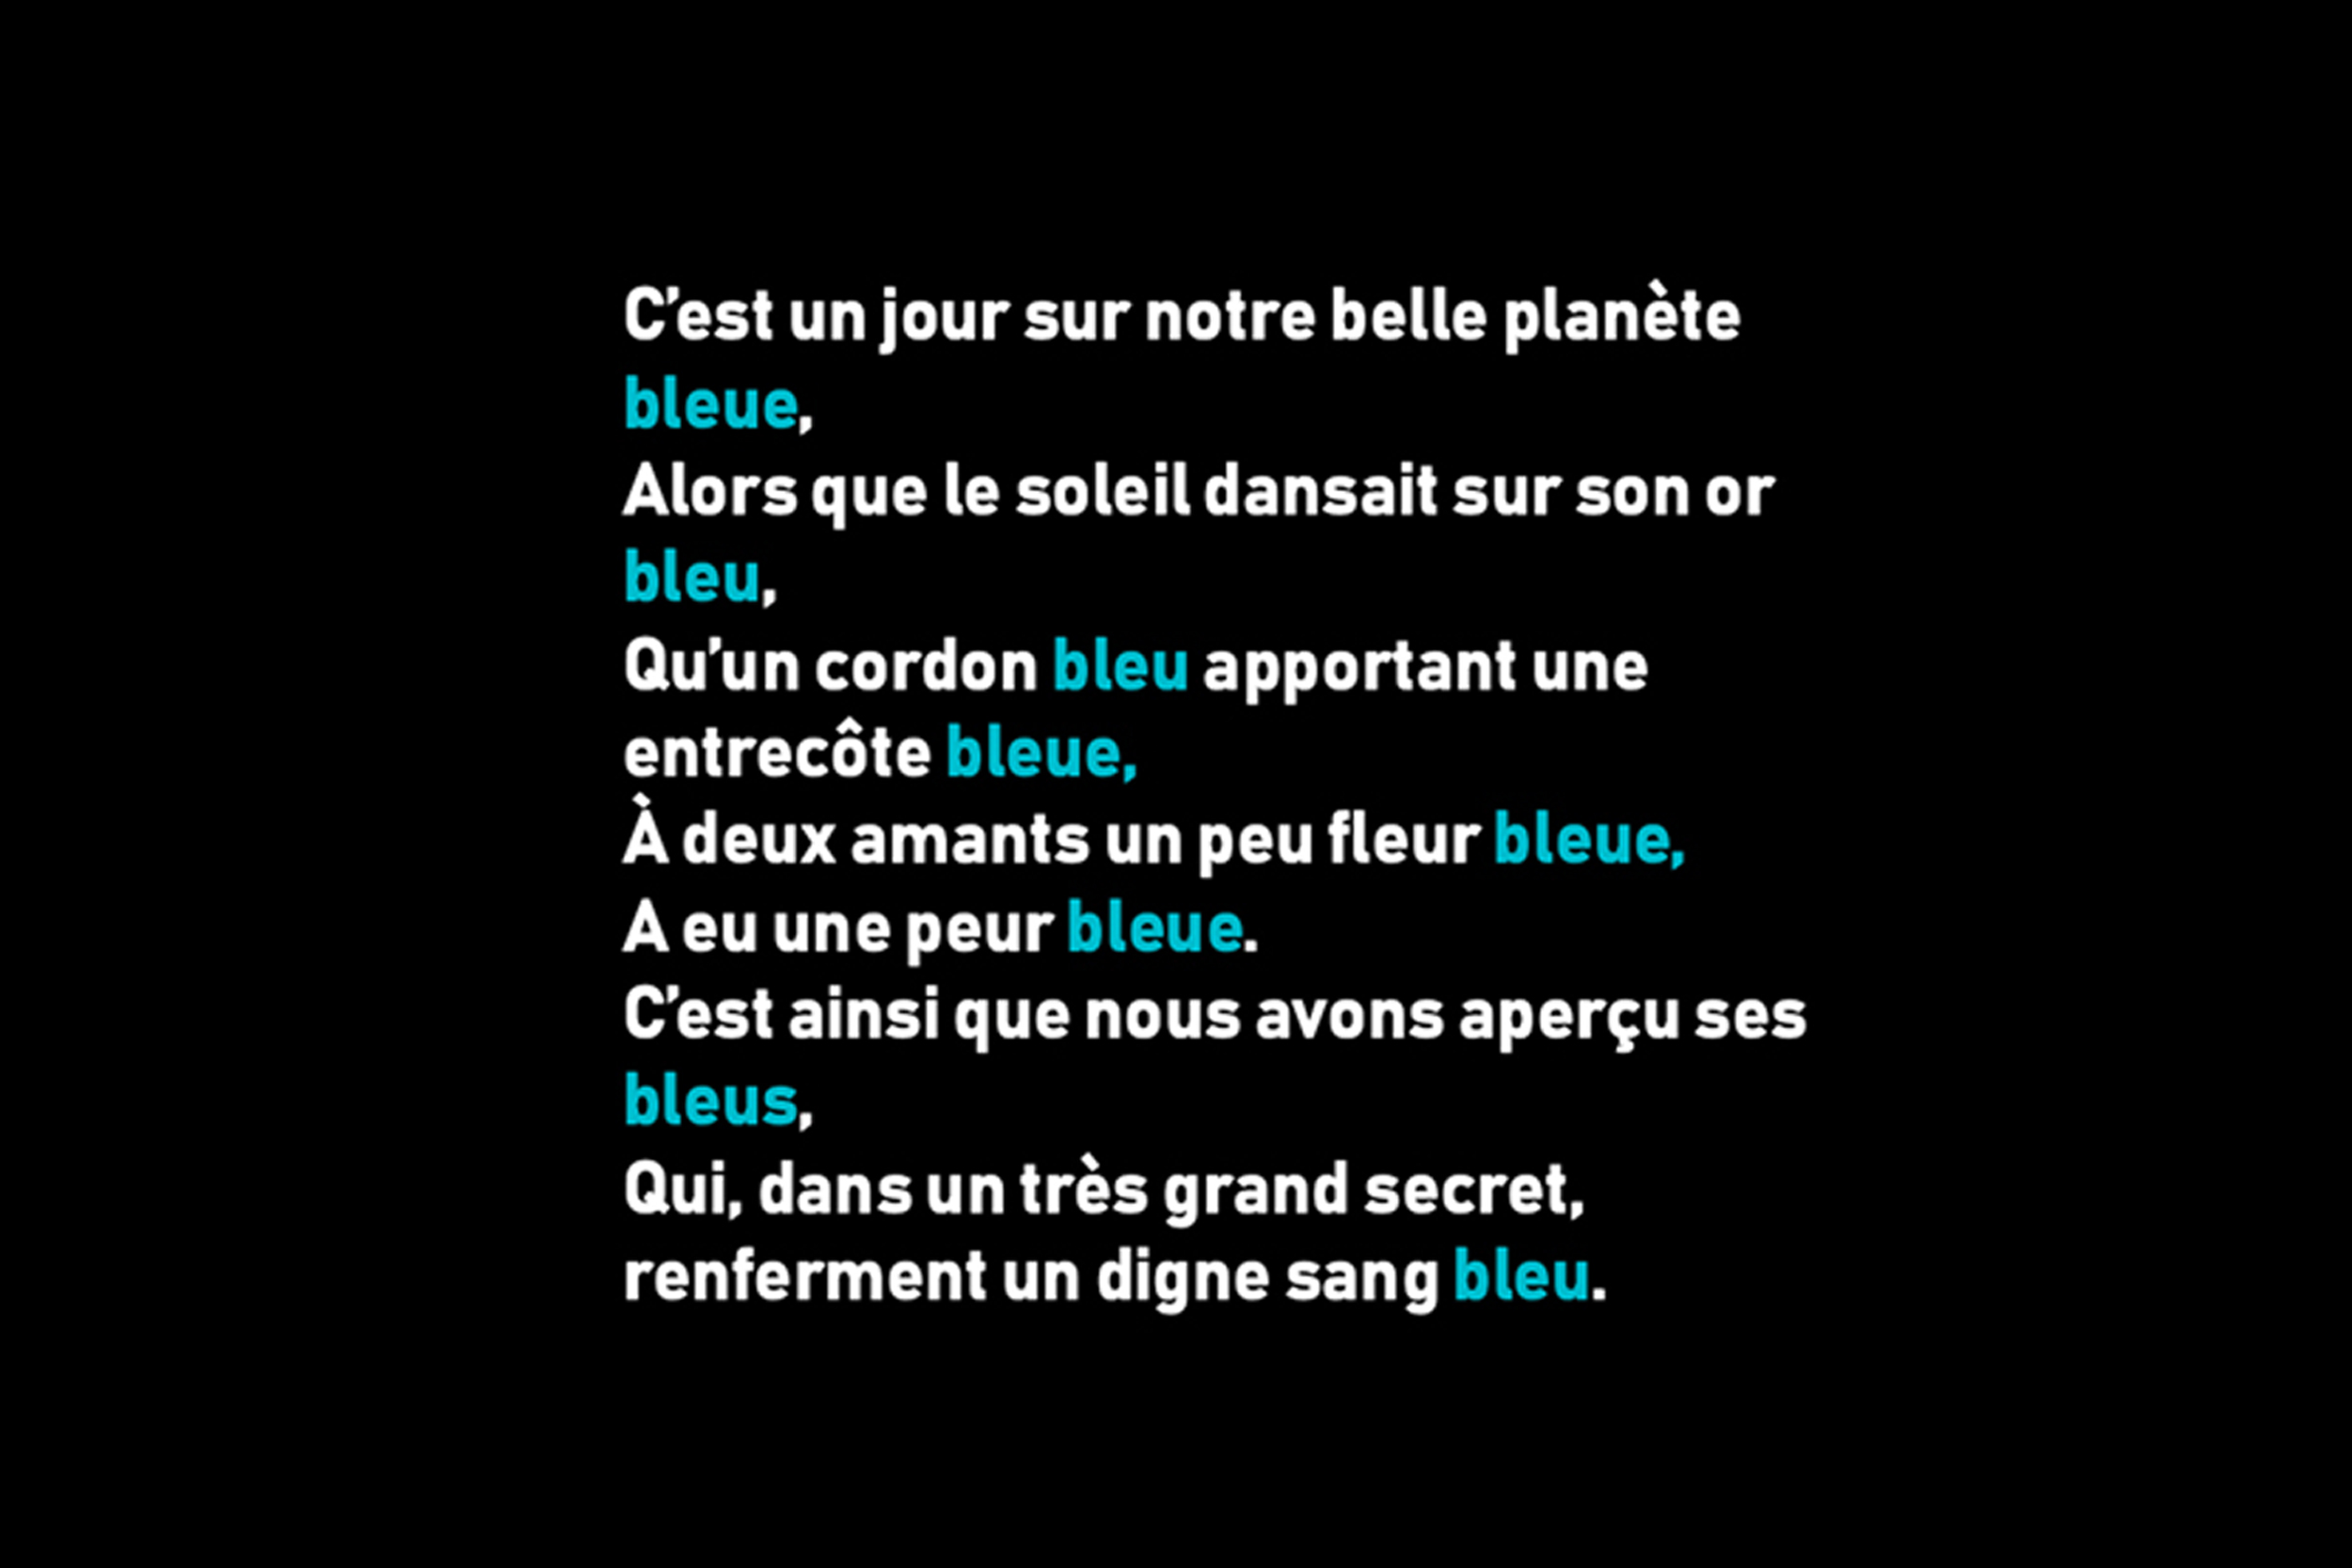 C’est un jour sur notre belle planète
bleue,
Alors que le soleil dansait sur son or
bleu,
Qu’un cordon bleu apportant une
entrecôte bleue,
À deux amants un peu fleur bleue,
A eu une peur bleue.
C’est ainsi que nous avons aperçu ses
bleus,
Qui, dans un très grand secret,
renferment un digne sang bleu.